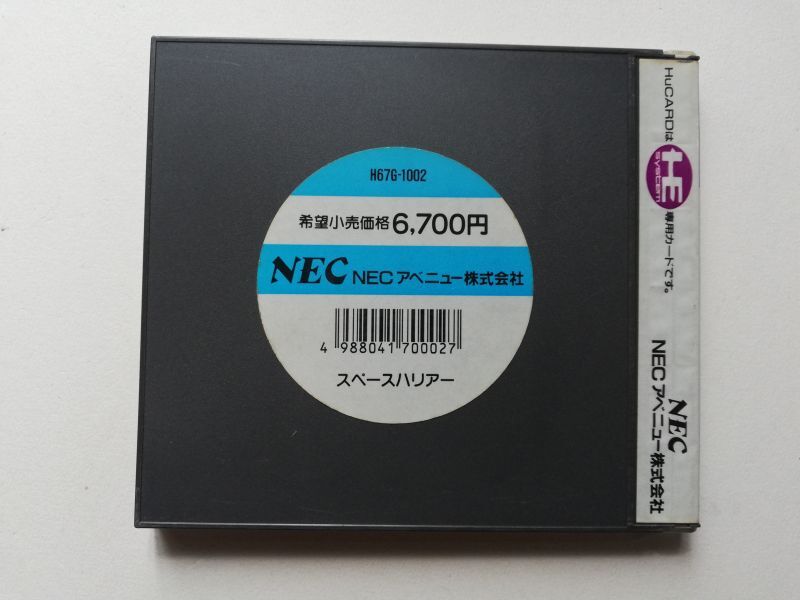 H67G-1002
希望小売価格6,700円
NEC NECアベニュー株式会社
4 988041 700027
スペースハリアー
HuCARDは HE SYSTEM 専用カードです。
NEC
NECアベニュー株式会社